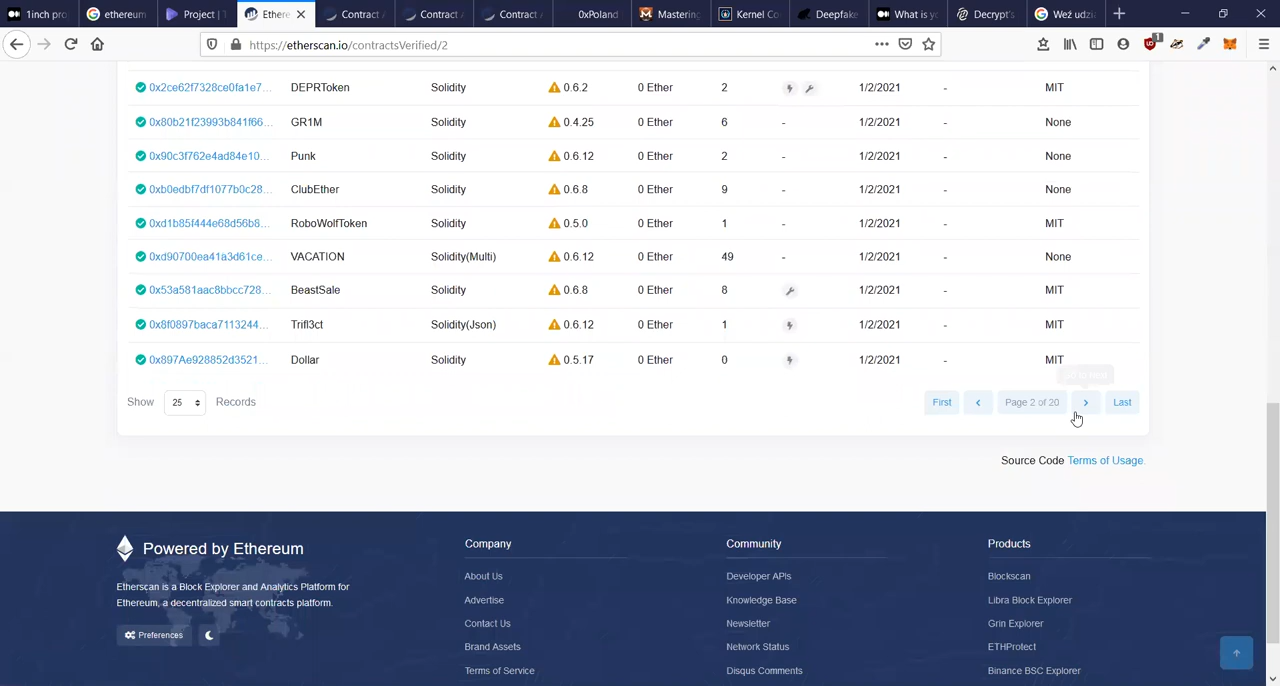 1inch pro
ethereum
Project | 1
Ethere
Contract A
Contract A
Contract A
0xPoland
Mastering
Kernel Co
Deepfake
What is yo
Decrypt's
Weź udzia
https://etherscan.io/contractsVerified/2
1
0x2ce62f7328ce0fa1e7... DEPRToken Solidity 0.6.2 0 Ether 2 1/2/2021 - MIT
0x80b21f23993b841f66... GR1M Solidity 0.4.25 0 Ether 6 - 1/2/2021 - None
0x90c3f762e4ad84e10... Punk Solidity 0.6.12 0 Ether 2 - 1/2/2021 - None
0xb0edbf7df1077b0c28... ClubEther Solidity 0.6.8 0 Ether 9 - 1/2/2021 - None
0xd1b85f444e68d56b8... RoboWolfToken Solidity 0.5.0 0 Ether 1 - 1/2/2021 - MIT
0xd90700ea41a3d61ce... VACATION Solidity(Multi) 0.6.12 0 Ether 49 - 1/2/2021 - None
0x53a581aac8bbcc728... BeastSale Solidity 0.6.8 0 Ether 8 1/2/2021 - MIT
0x8f0897baca7113244... Trifl3ct Solidity(Json) 0.6.12 0 Ether 1 1/2/2021 - MIT
0x897Ae928852d3521... Dollar Solidity 0.5.17 0 Ether 0 1/2/2021 - MIT
Show 25 Records First Page 2 of 20 Last
Source Code Terms of Usage.
Powered by Ethereum
Etherscan is a Block Explorer and Analytics Platform for
Ethereum, a decentralized smart contracts platform.
Preferences
Company
About Us
Advertise
Contact Us
Brand Assets
Terms of Service
Community
Developer APIs
Knowledge Base
Newsletter
Network Status
Disqus Comments
Products
Blockscan
Libra Block Explorer
Grin Explorer
ETHProtect
Binance BSC Explorer